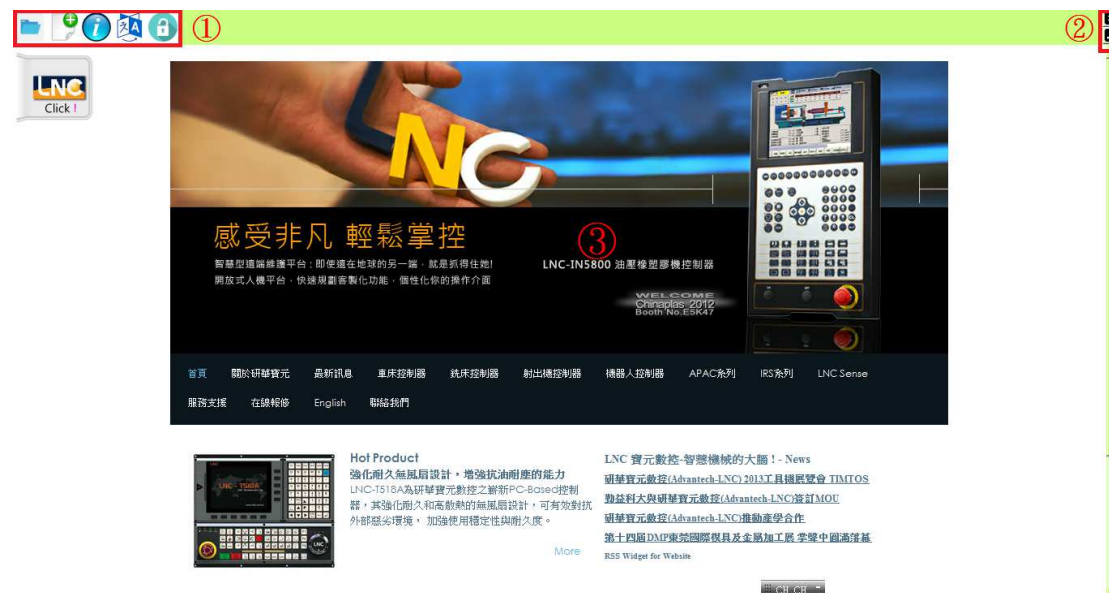 ①
②
LNC
Click !
LNC
感受非凡 輕鬆掌控
③
智慧型遠端維護平台：即使遠在地球的另一端，就是抓得住她!
開放式人機平台，快速規劃客製化功能，個性化你的操作介面
LNC-IN5800 油壓橡塑膠機控制器
WELCOME
Chinaplas 2012
Booth No.E5K47
首頁 關於研華寶元 最新訊息 車床控制器 銑床控制器 射出機控制器 機器人控制器 APAC系列 IRS系列 LNC Sense
服務支援 在線報修 English 聯絡我們
Hot Product
強化耐久無風扇設計，增強抗油耐塵的能力
LNC-T518A為研華寶元數控之嶄新PC-Based控制
器，其強化耐久和高散熱的無風扇設計，可有效對抗
外部惡劣環境， 加強使用穩定性與耐久度。
More
LNC 寶元數控-智慧機械的大腦 ! - News
研華寶元數控(Advantech-LNC) 2013工具機展覽會 TIMTOS
勤益科大與研華寶元數控(Advantech-LNC)簽訂MOU
研華寶元數控(Advantech-LNC)推動產學合作
第十四屆DMP東莞國際模具及金屬加工展 掌聲中圓滿落幕
RSS Widget for Website
CH CH